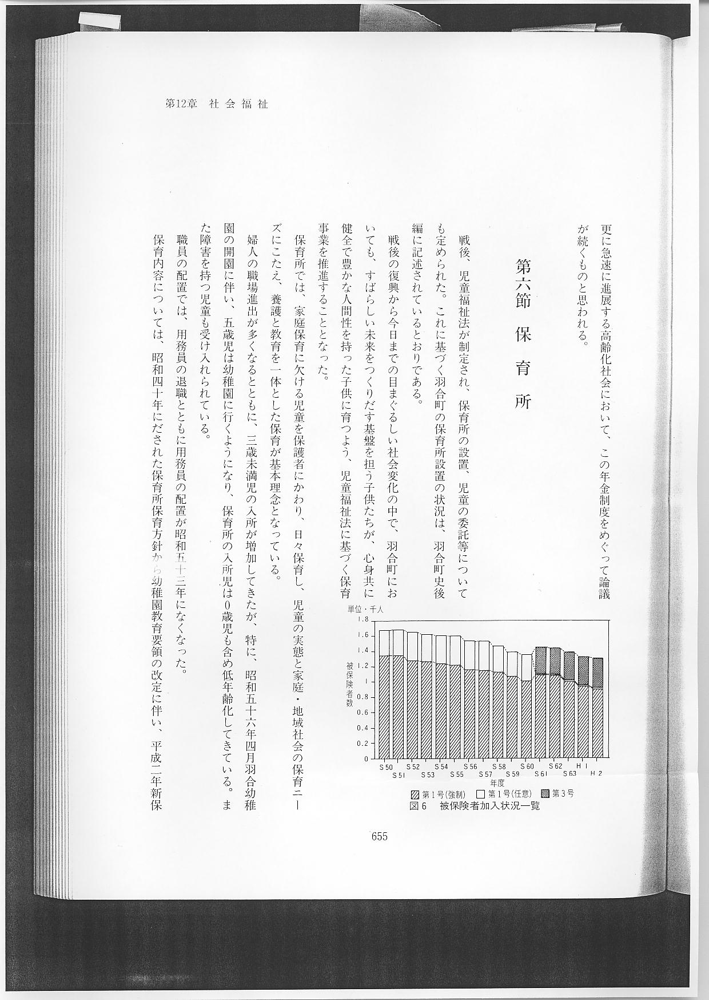 第12章 社会福祉
更に急速に進展する高齢化社会において、この年金制度をめぐって論議
が続くものと思われる。
第六節 保育所
戦後、児童福祉法が制定され、保育所の設置、児童の委託等について
も定められた。これに基づく羽合町の保育所設置の状況は、羽合町史後
編に記述されているとおりである。
戦後の復興から今日までの目まぐるしい社会変化の中で、羽合町にお
いても、すばらしい未来をつくりだす基盤を担う子供たちが、心身共に
健全で豊かな人間性を持った子供に育つよう、児童福祉法に基づく保育
事業を推進することとなった。
保育所では、家庭保育に欠ける児童を保護者にかわり、日々保育し、児童の実態と家庭・地域社会の保育ニー
ズにこたえ、養護と教育を一体とした保育が基本理念となっている。
婦人の職場進出が多くなるとともに、三歳未満児の入所が増加してきたが、特に、昭和五十六年四月羽合幼稚
園の開園に伴い、五歳児は幼稚園に行くようになり、保育所の入所児は0歳児も含め低年齢化してきている。ま
た障害を持つ児童も受け入れられている。
職員の配置では、用務員の退職とともに用務員の配置が昭和五十三年になくなった。
保育内容については、昭和四十年にだされた保育所保育方針から幼稚園教育要領の改定に伴い、平成二年新保
単位・千人
1.8
1.6
1.4
1.2
1
0.8
0.6
0.4
0.2
0
被保険者数
S50 S52 S54 S56 S58 S60 S62 H1
S51 S53 S55 S57 S59 S61 S63 H2
年度
第1号(強制) 第1号(任意) 第3号
図6 被保険者加入状況一覧
655